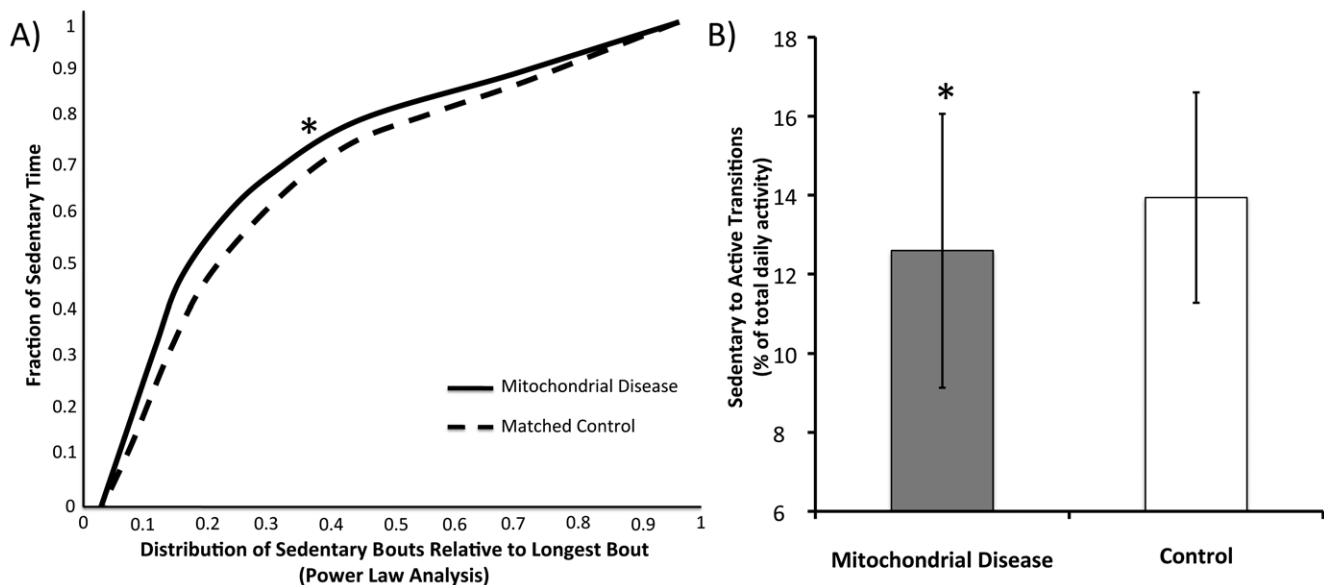 A)
Fraction of Sedentary Time
1
0.9
0.8
0.7
0.6
0.5
0.4
0.3
0.2
0.1
0
*
Mitochondrial Disease
Matched Control
0 0.1 0.2 0.3 0.4 0.5 0.6 0.7 0.8 0.9 1
Distribution of Sedentary Bouts Relative to Longest Bout
(Power Law Analysis)
B)
Sedentary to Active Transitions
(% of total daily activity)
18
16
14
12
10
8
6
*
Mitochondrial Disease Control